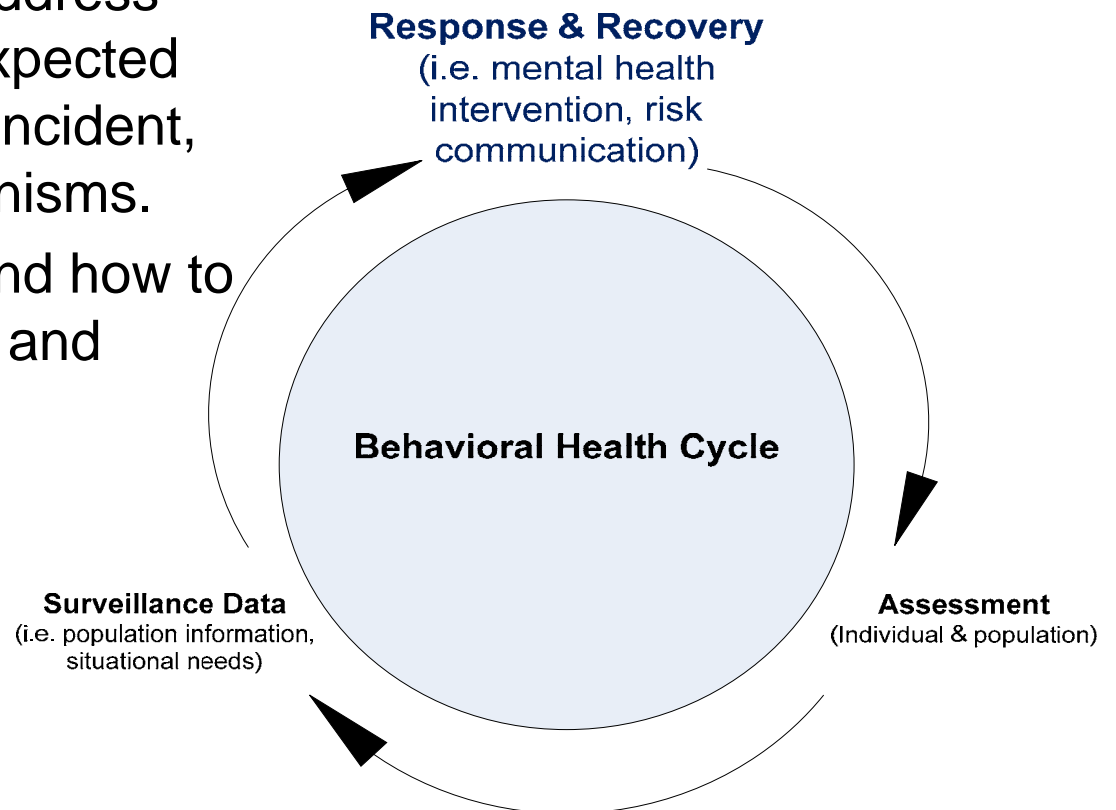 ddress
xpected
ncident,
nisms.
nd how to
and
Response & Recovery
(i.e. mental health
intervention, risk
communication)
Behavioral Health Cycle
Surveillance Data
(i.e. population information,
situational needs)
Assessment
(Individual & population)